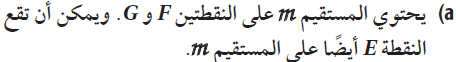 (a يحتوي المستقيم m على النقطتين F و G. ويمكن أن تقع
النقطة E أيضًا على المستقيم m.